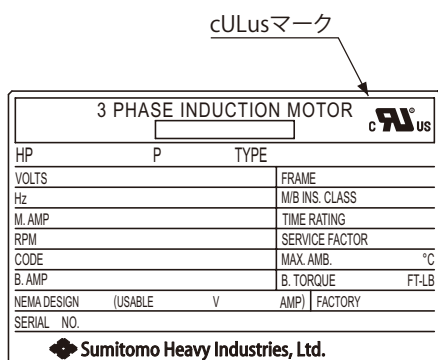 cULusマーク
3 PHASE INDUCTION MOTOR
c RU® US
HP P TYPE
VOLTS FRAME
Hz M/B INS. CLASS
M. AMP TIME RATING
RPM SERVICE FACTOR
CODE MAX. AMB. °C
B. AMP B. TORQUE FT-LB
NEMA DESIGN (USABLE V AMP) FACTORY
SERIAL NO.
Sumitomo Heavy Industries, Ltd.